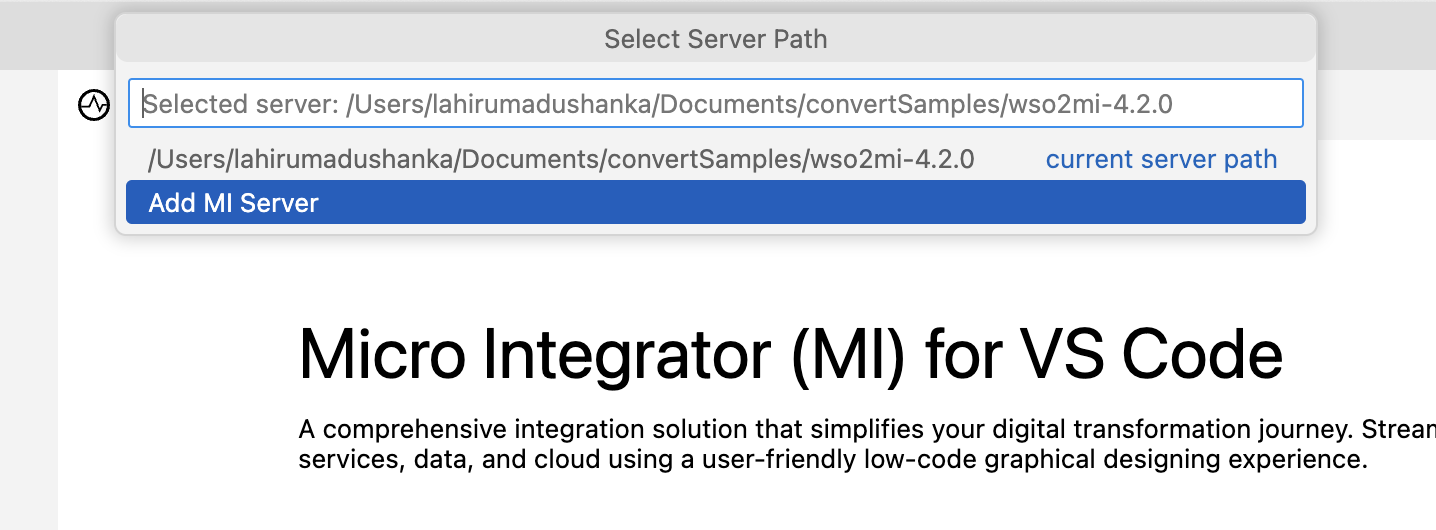 Select Server Path
Selected server: /Users/lahirumadushanka/Documents/convertSamples/wso2mi-4.2.0
/Users/lahirumadushanka/Documents/convertSamples/wso2mi-4.2.0 current server path
Add MI Server
Micro Integrator (MI) for VS Code
A comprehensive integration solution that simplifies your digital transformation journey. Stream
services, data, and cloud using a user-friendly low-code graphical designing experience.